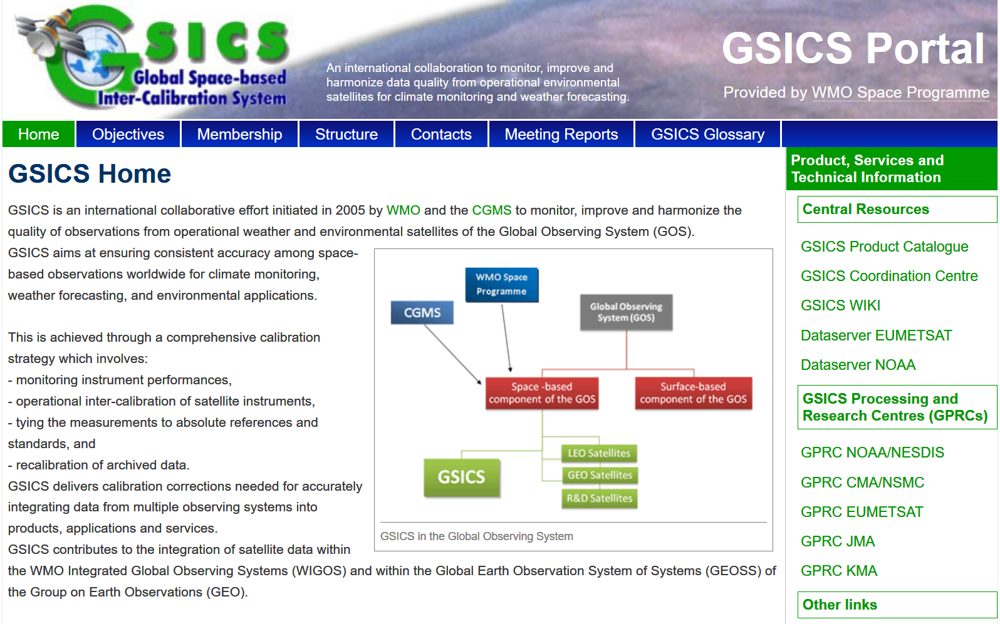 GSICS
Global Space-based
Inter-Calibration System
An international collaboration to monitor, improve and
harmonize data quality from operational environmental
satellites for climate monitoring and weather forecasting.
GSICS Portal
Provided by WMO Space Programme
Home
Objectives
Membership
Structure
Contacts
Meeting Reports
GSICS Glossary
GSICS Home
GSICS is an international collaborative effort initiated in 2005 by WMO and the CGMS to monitor, improve and harmonize the
quality of observations from operational weather and environmental satellites of the Global Observing System (GOS).
GSICS aims at ensuring consistent accuracy among space-
based observations worldwide for climate monitoring,
weather forecasting, and environmental applications.
This is achieved through a comprehensive calibration
strategy which involves:
- monitoring instrument performances,
- operational inter-calibration of satellite instruments,
- tying the measurements to absolute references and
standards, and
- recalibration of archived data.
GSICS delivers calibration corrections needed for accurately
integrating data from multiple observing systems into
products, applications and services.
GSICS contributes to the integration of satellite data within
the WMO Integrated Global Observing Systems (WIGOS) and within the Global Earth Observation System of Systems (GEOSS) of
the Group on Earth Observations (GEO).
WMO Space
Programme
CGMS
Global Observing
System (GOS)
Space -based
component of the GOS
Surface-based
component of the GOS
GSICS
LEO Satellites
GEO Satellites
R&D Satellites
GSICS in the Global Observing System
Product, Services and
Technical Information
Central Resources
GSICS Product Catalogue
GSICS Coordination Centre
GSICS WIKI
Dataserver EUMETSAT
Dataserver NOAA
GSICS Processing and
Research Centres (GPRCs)
GPRC NOAA/NESDIS
GPRC CMA/NSMC
GPRC EUMETSAT
GPRC JMA
GPRC KMA
Other links